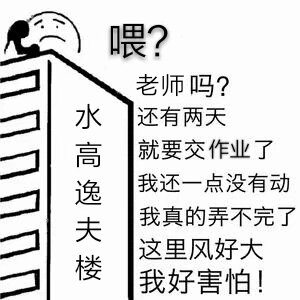 喂？
老师吗？
还有两天
就要交作业了
我还一点没有动
我真的弄不完了
这里风好大
我好害怕！
水高逸夫楼